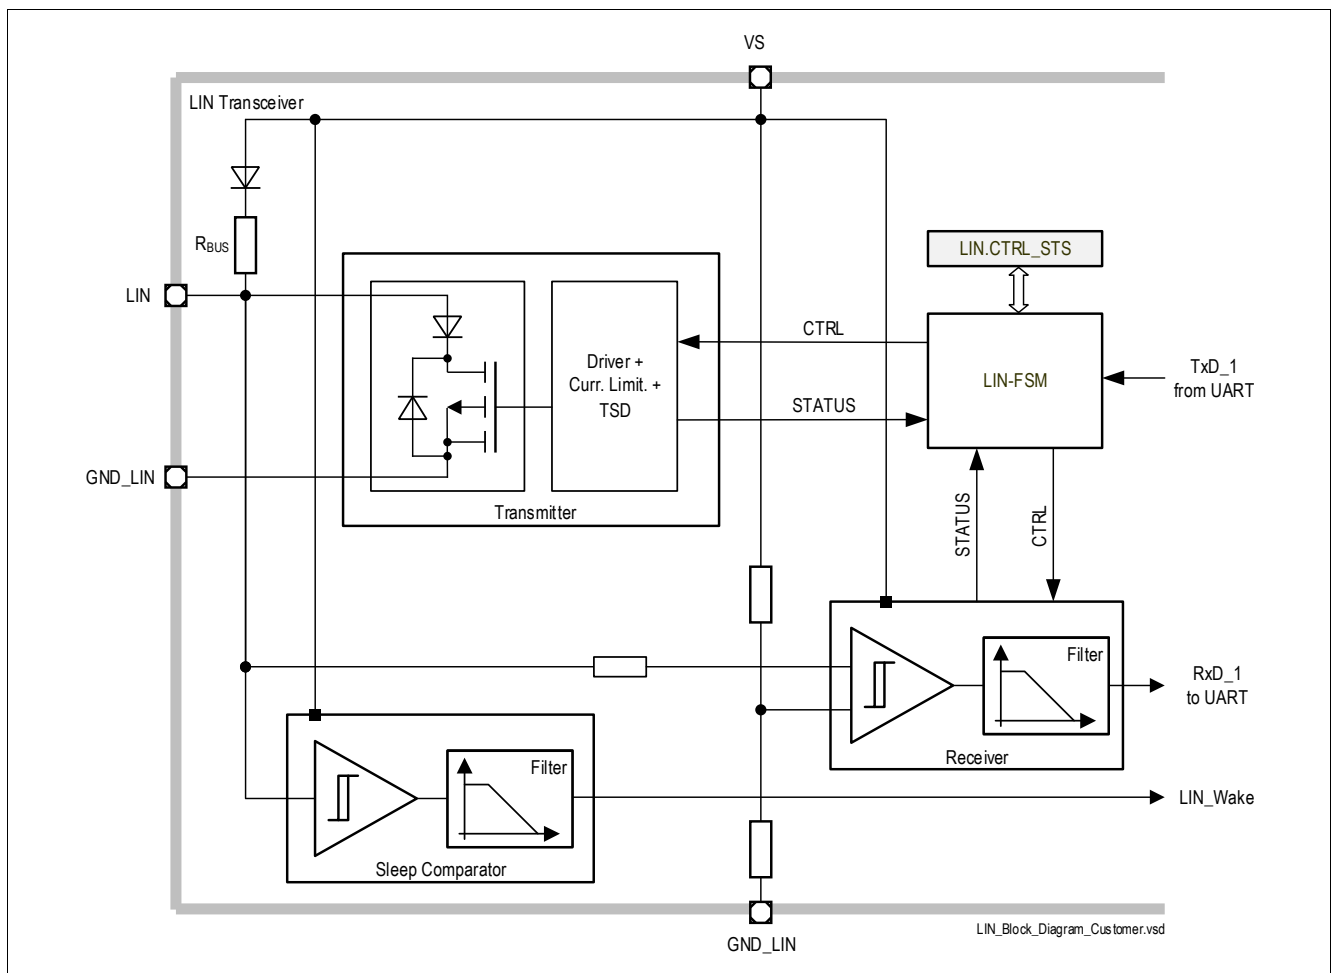 VS
LIN Transceiver
R_BUS
LIN.CTRL_STS
LIN
CTRL
Driver +
Curr. Limit. +
TSD
LIN-FSM
TxD_1
from UART
STATUS
GND_LIN
Transmitter
STATUS
CTRL
Filter
RxD_1
to UART
Receiver
Filter
LIN_Wake
Sleep Comparator
GND_LIN
LIN_Block_Diagram_Customer.vsd